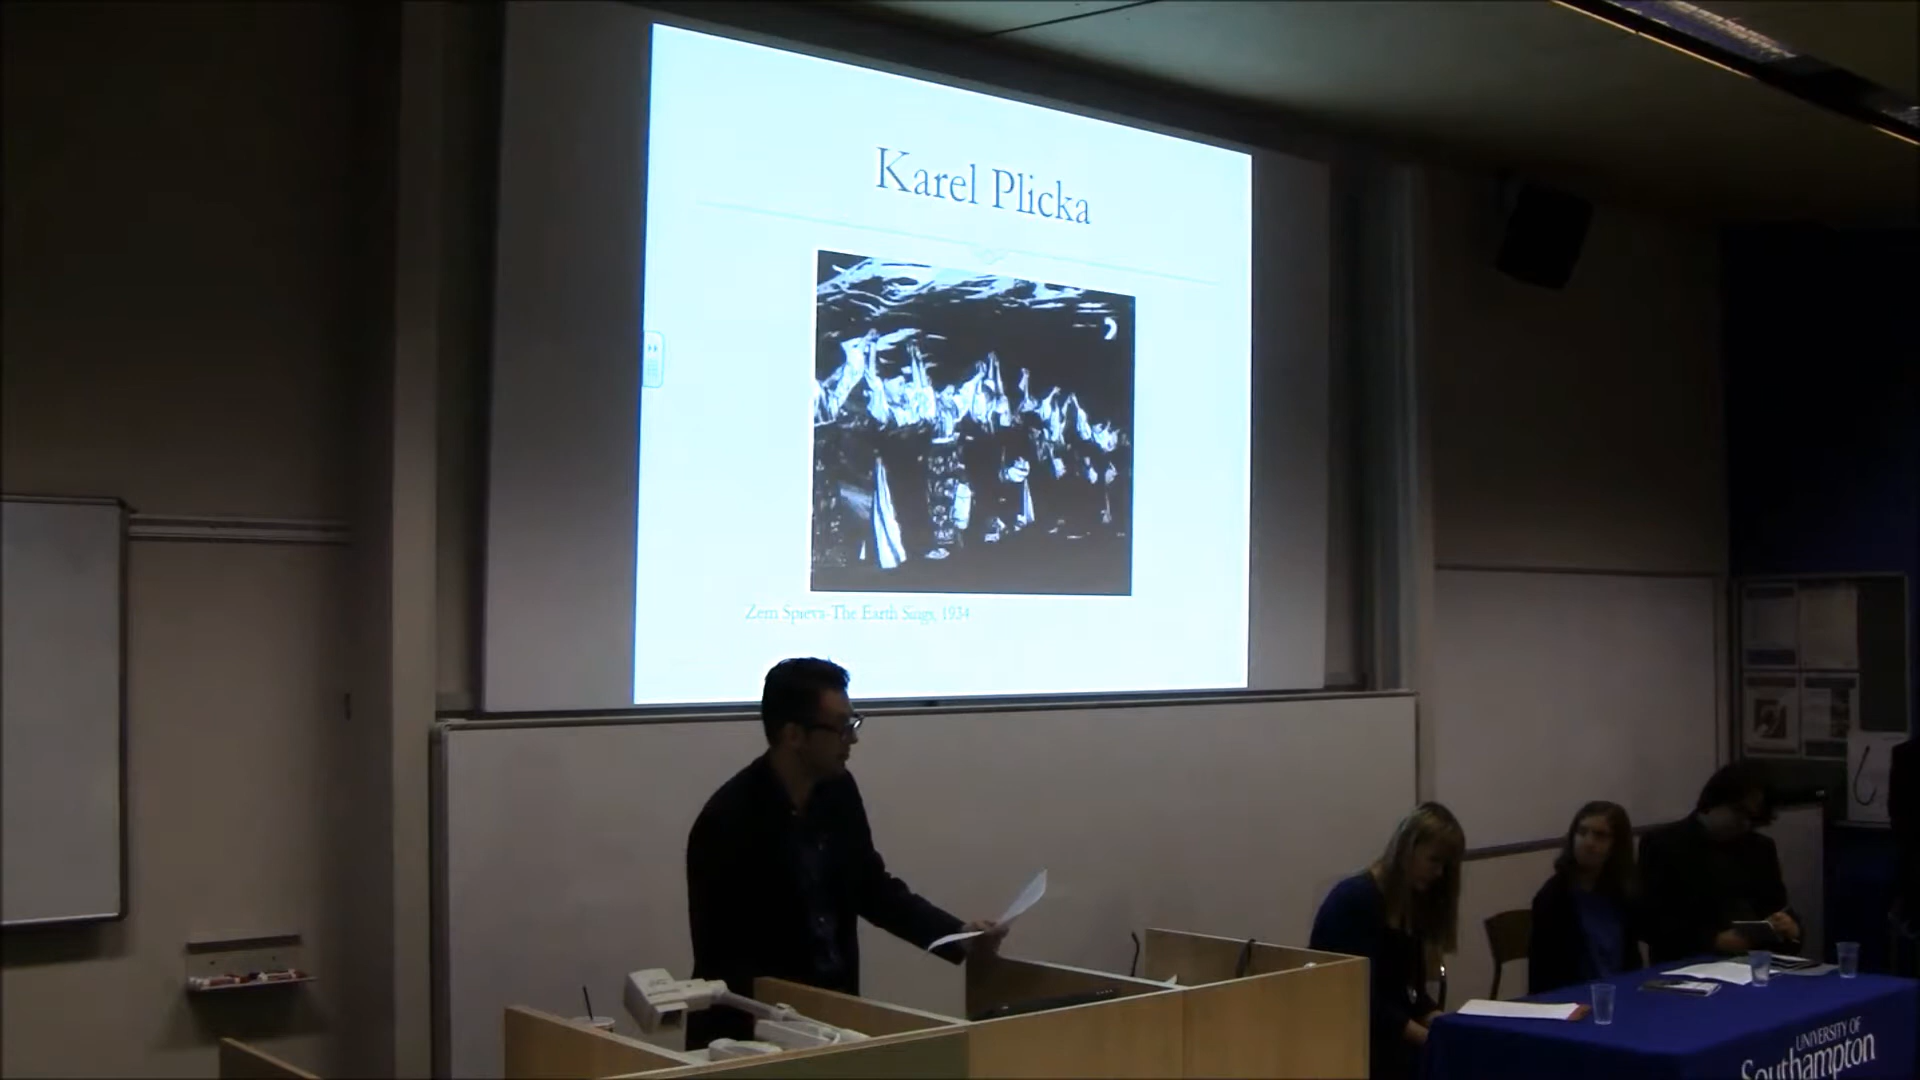 Karel Plicka
Zem Spieva-The Earth Sings, 1934
UNIVERSITY OF
Southampton